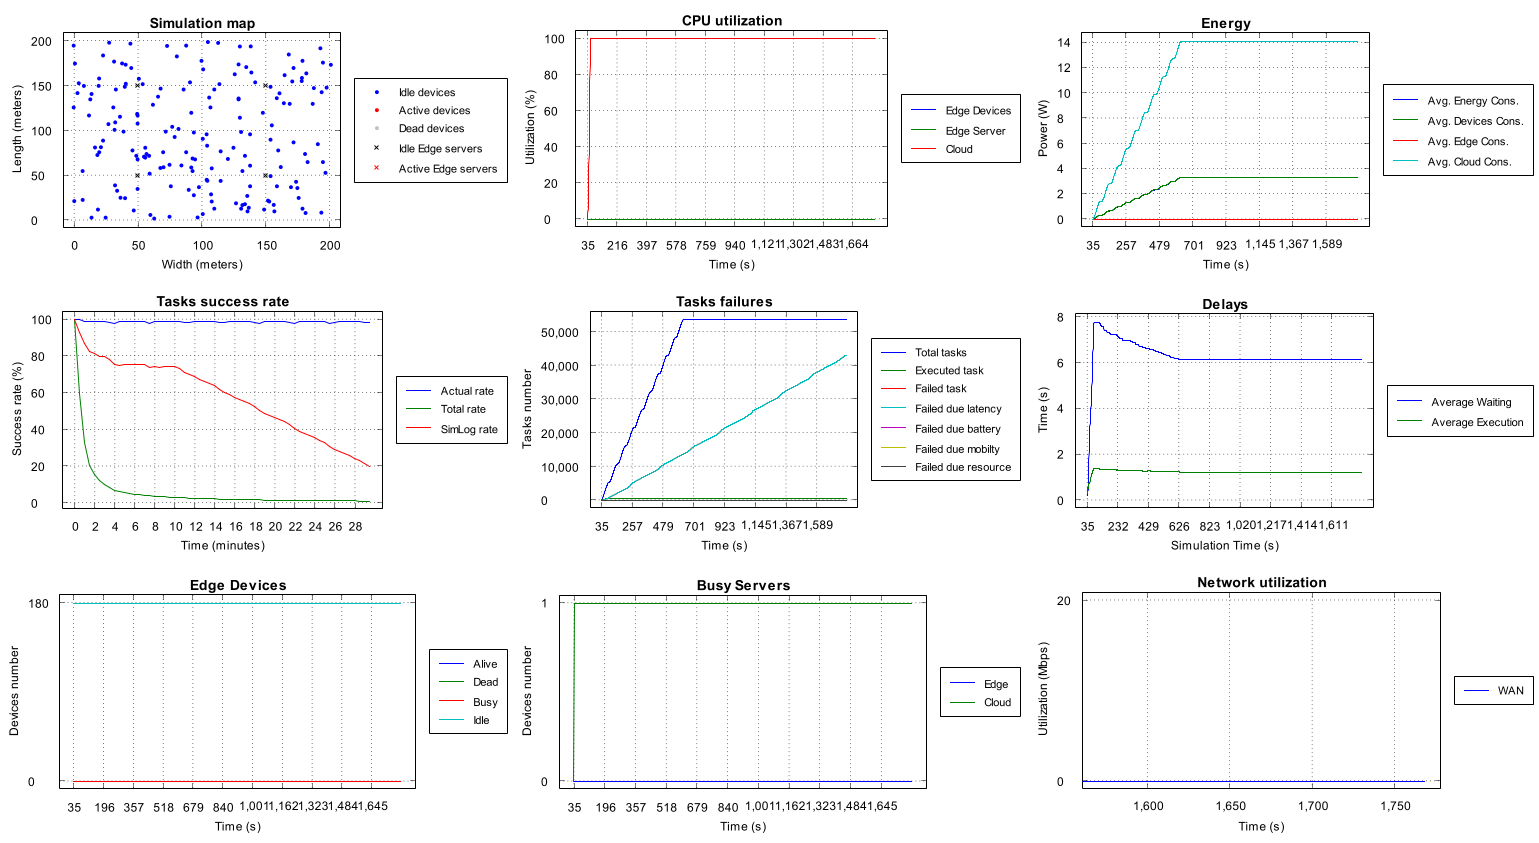 Simulation map
Length (meters)
200
150
100
50
0
0 50 100 150 200
Width (meters)
Idle devices
Active devices
Dead devices
Idle Edge servers
Active Edge servers
CPU utilization
Utilization (%)
100
80
60
40
20
0
35 216 397 578 759 940 1,121 1,302 1,483 1,664
Time (s)
Edge Devices
Edge Server
Cloud
Energy
Power (W)
14
12
10
8
6
4
2
0
35 257 479 701 923 1,145 1,367 1,589
Time (s)
Avg. Energy Cons.
Avg. Devices Cons.
Avg. Edge Cons.
Avg. Cloud Cons.
Tasks success rate
Success rate (%)
100
80
60
40
20
0
0 2 4 6 8 10 12 14 16 18 20 22 24 26 28
Time (minutes)
Actual rate
Total rate
SimLog rate
Tasks failures
Tasks number
50,000
40,000
30,000
20,000
10,000
0
35 257 479 701 923 1,145 1,367 1,589
Time (s)
Total tasks
Executed task
Failed task
Failed due latency
Failed due battery
Failed due mobilty
Failed due resource
Delays
Time (s)
8
6
4
2
0
35 232 429 626 823 1,020 1,217 1,414 1,611
Simulation Time (s)
Average Waiting
Average Execution
Edge Devices
Devices number
180
0
35 196 357 518 679 840 1,001 1,162 1,323 1,484 1,645
Time (s)
Alive
Dead
Busy
Idle
Busy Servers
Devices number
1
0
35 196 357 518 679 840 1,001 1,162 1,323 1,484 1,645
Time (s)
Edge
Cloud
Network utilization
Utilization (Mbps)
20
0
1,600 1,650 1,700 1,750
Time (s)
WAN